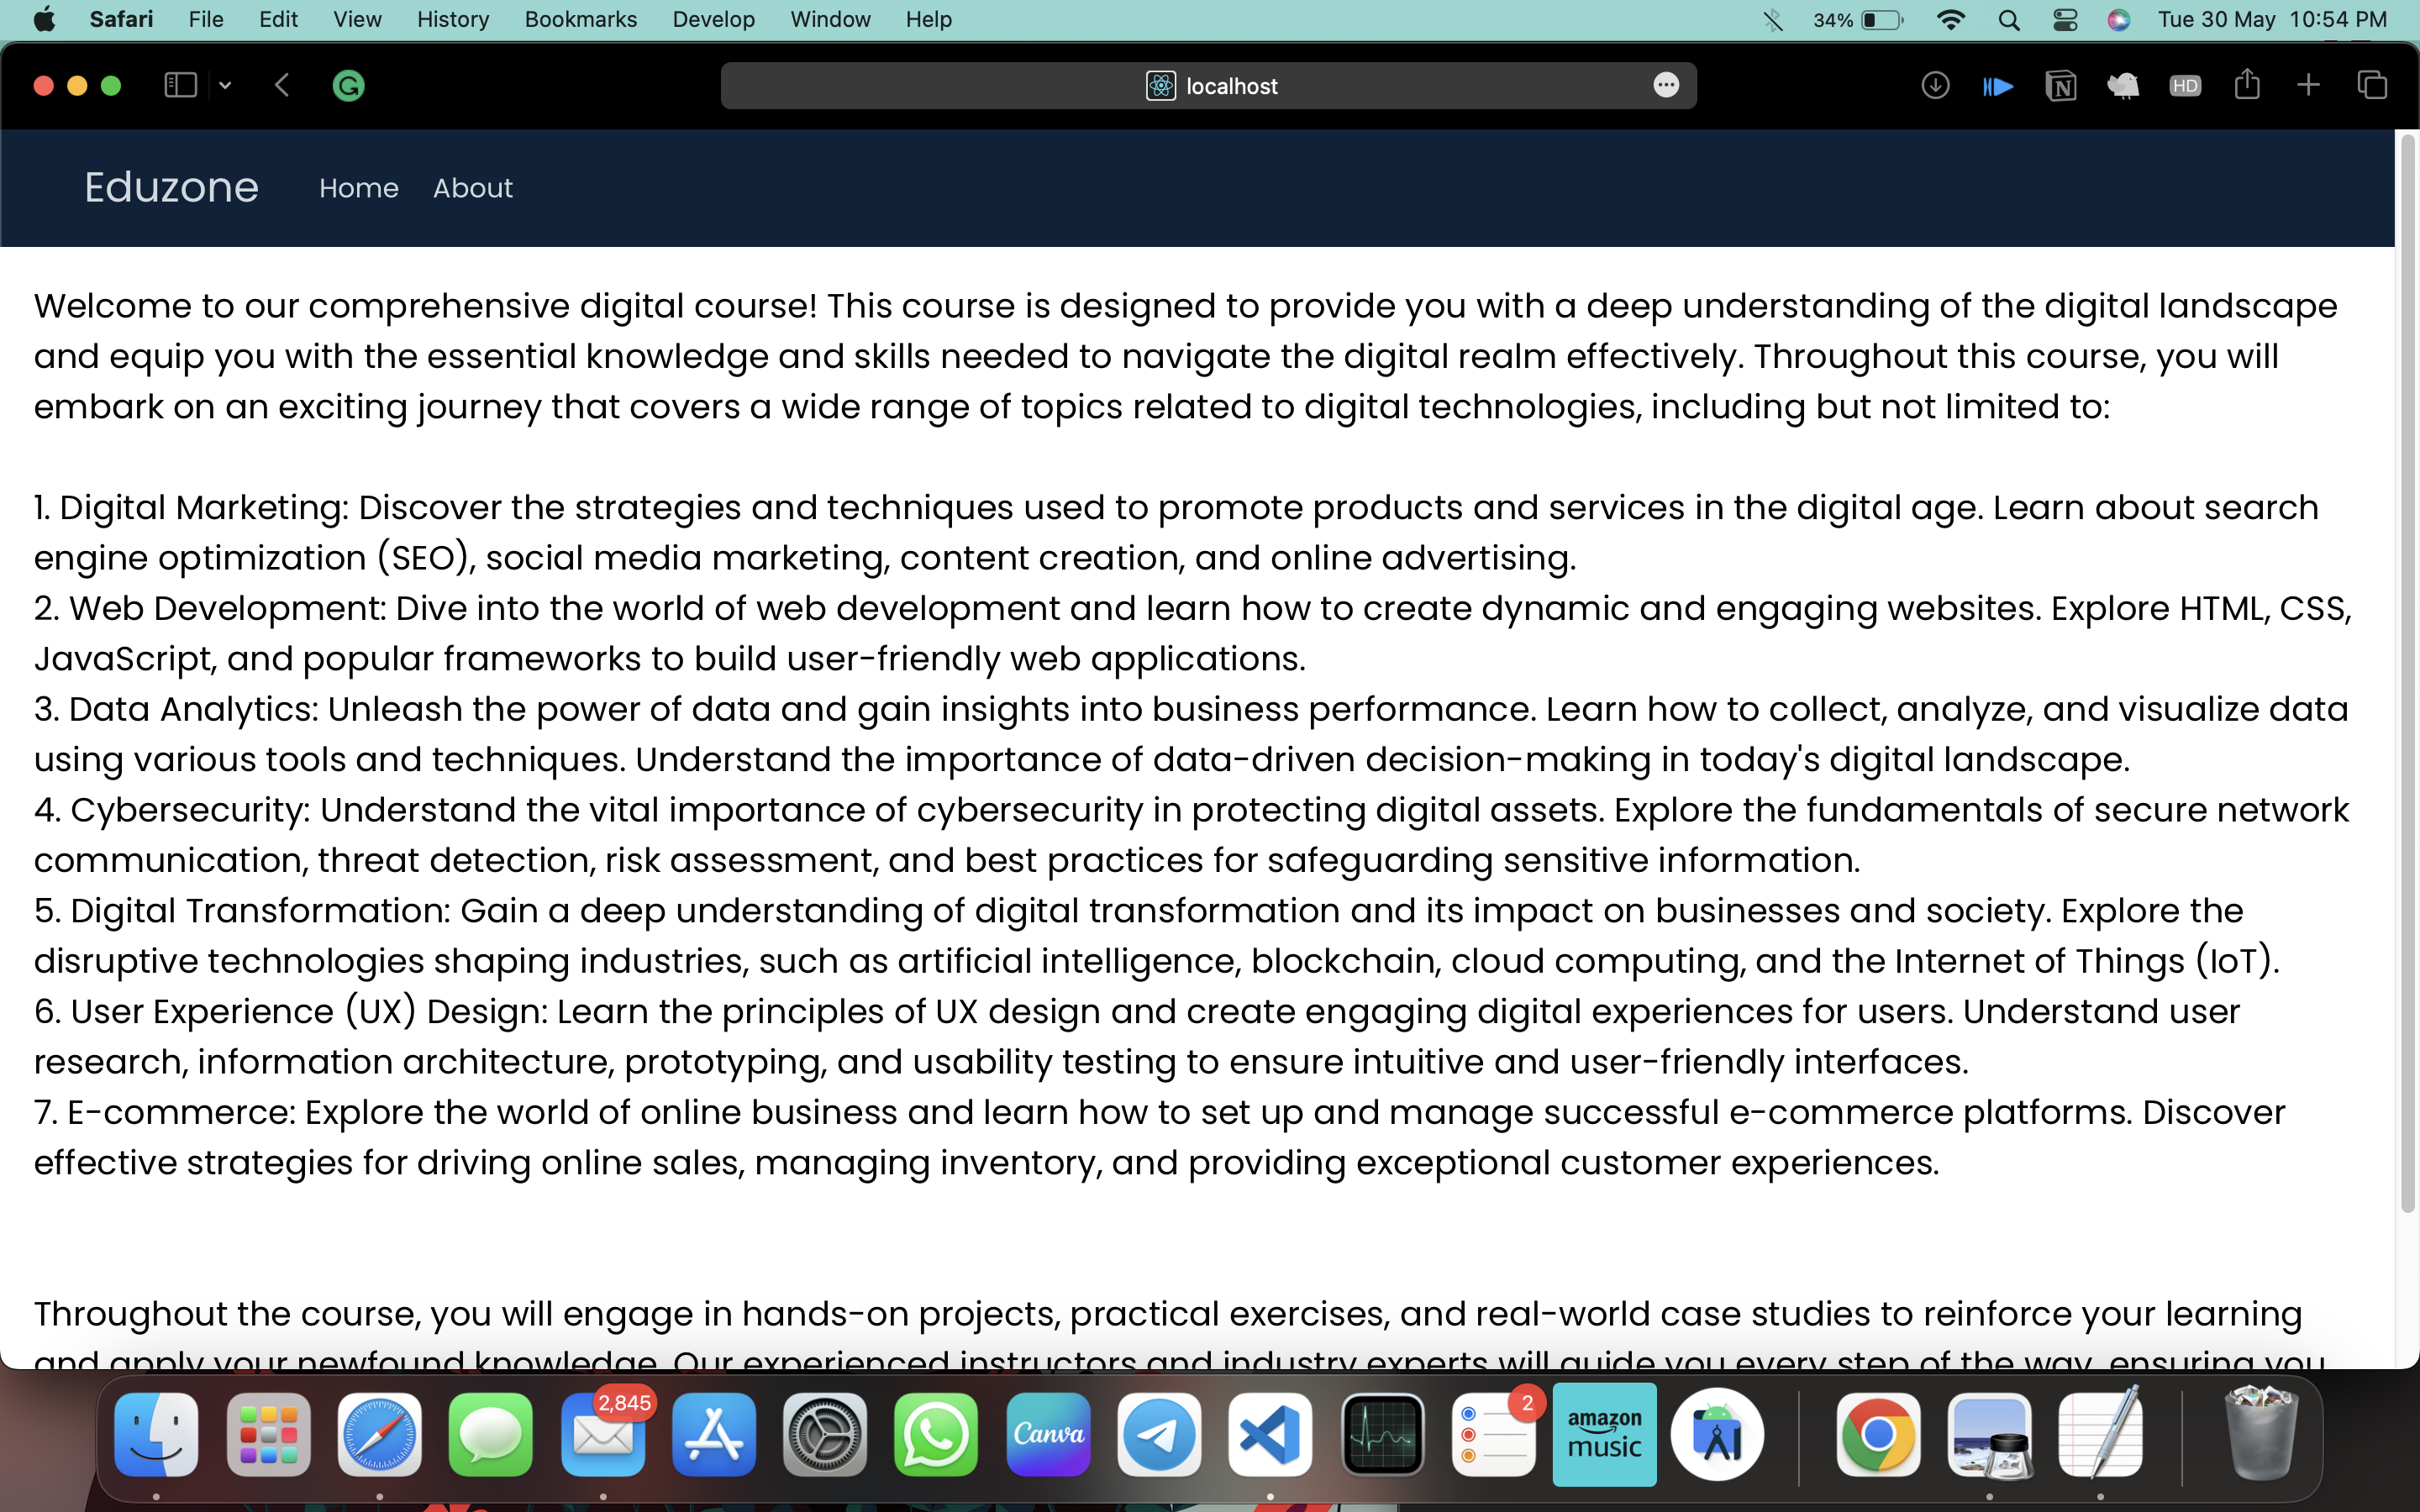 Safari File Edit View History Bookmarks Develop Window Help 34% Tue 30 May 10:54 PM
localhost HD
Eduzone Home About
Welcome to our comprehensive digital course! This course is designed to provide you with a deep understanding of the digital landscape
and equip you with the essential knowledge and skills needed to navigate the digital realm effectively. Throughout this course, you will
embark on an exciting journey that covers a wide range of topics related to digital technologies, including but not limited to:
1. Digital Marketing: Discover the strategies and techniques used to promote products and services in the digital age. Learn about search
engine optimization (SEO), social media marketing, content creation, and online advertising.
2. Web Development: Dive into the world of web development and learn how to create dynamic and engaging websites. Explore HTML, CSS,
JavaScript, and popular frameworks to build user-friendly web applications.
3. Data Analytics: Unleash the power of data and gain insights into business performance. Learn how to collect, analyze, and visualize data
using various tools and techniques. Understand the importance of data-driven decision-making in today's digital landscape.
4. Cybersecurity: Understand the vital importance of cybersecurity in protecting digital assets. Explore the fundamentals of secure network
communication, threat detection, risk assessment, and best practices for safeguarding sensitive information.
5. Digital Transformation: Gain a deep understanding of digital transformation and its impact on businesses and society. Explore the
disruptive technologies shaping industries, such as artificial intelligence, blockchain, cloud computing, and the Internet of Things (IoT).
6. User Experience (UX) Design: Learn the principles of UX design and create engaging digital experiences for users. Understand user
research, information architecture, prototyping, and usability testing to ensure intuitive and user-friendly interfaces.
7. E-commerce: Explore the world of online business and learn how to set up and manage successful e-commerce platforms. Discover
effective strategies for driving online sales, managing inventory, and providing exceptional customer experiences.
Throughout the course, you will engage in hands-on projects, practical exercises, and real-world case studies to reinforce your learning
and apply your newfound knowledge. Our experienced instructors and industry experts will guide you every step of the way, ensuring you
2,845 Canva 2 amazon
music